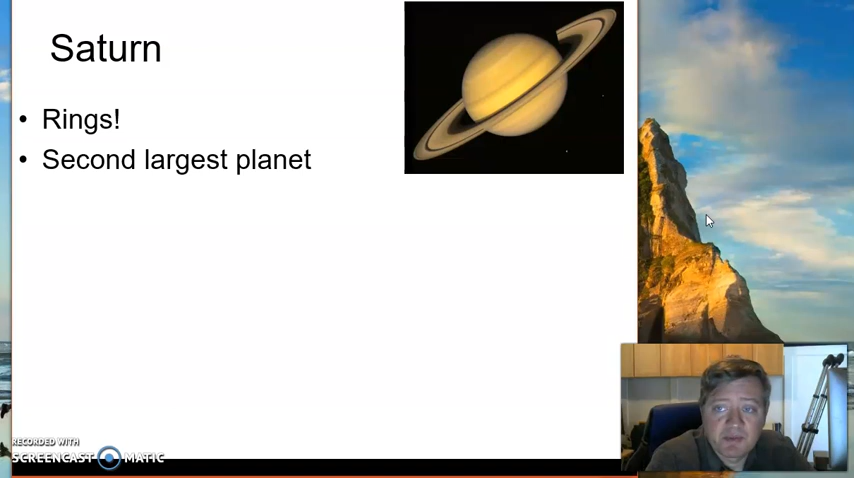 Saturn
• Rings!
• Second largest planet
RECORDED WITH
SCREENCAST MATIC